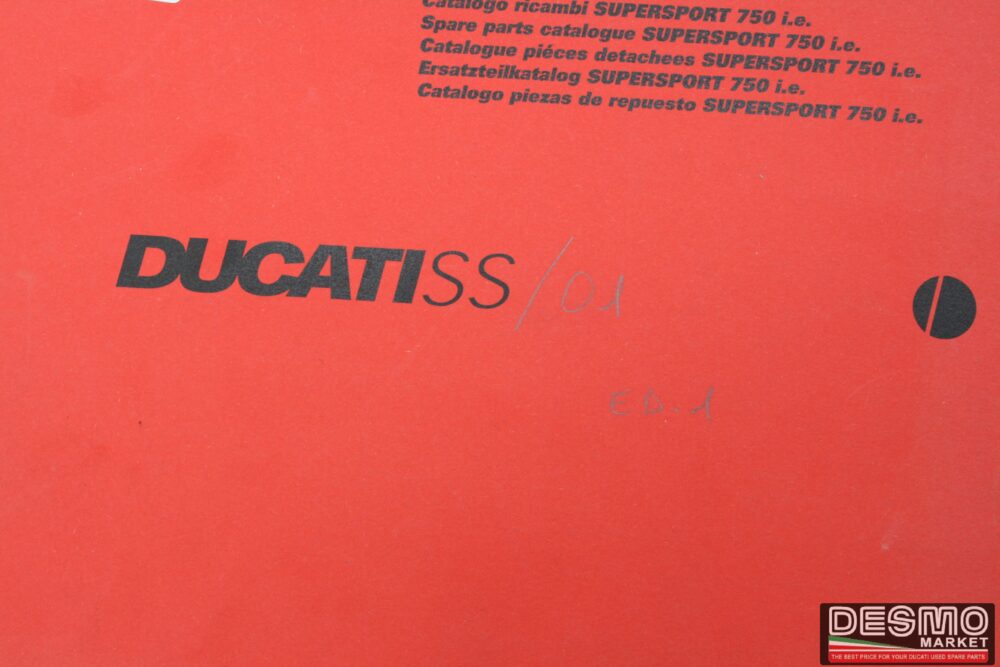 Catalogo ricambi SUPERSPORT 750 i.e.
Spare parts catalogue SUPERSPORT 750 i.e.
Catalogue piéces detachees SUPERSPORT 750 i.e.
Ersatzteilkatalog SUPERSPORT 750 i.e.
Catalogo piezas de repuesto SUPERSPORT 750 i.e.
DUCATISS/01
ED.1
DESMO
MARKET
THE BEST PRICE FOR YOUR DUCATI USED SPARE PARTS